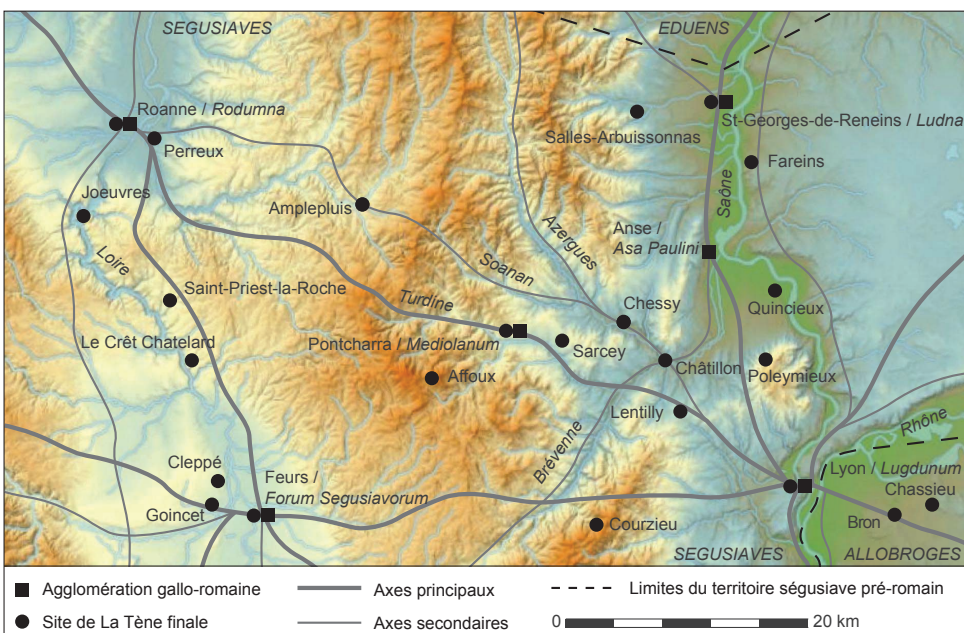 SEGUSIAVES
EDUENS
Roanne / Rodumna
St-Georges-de-Reneins / Ludna
Salles-Arbuissonnas
Perreux
Fareins
Joeuvres
Amplepluis
Saône
Azergues
Anse /
Asa Paulini
Loire
Soanan
Saint-Priest-la-Roche
Turdine
Chessy
Quincieux
Pontcharra / Mediolanum
Sarcey
Le Crêt Chatelard
Châtillon
Poleymieux
Affoux
Lentilly
Rhône
Brévenne
Cleppé
Feurs /
Forum Segusiavorum
Lyon / Lugdunum
Chassieu
Goincet
Courzieu
Bron
SEGUSIAVES
ALLOBROGES
Agglomération gallo-romaine
Axes principaux
Limites du territoire ségusiave pré-romain
Site de La Tène finale
Axes secondaires
0
20 km